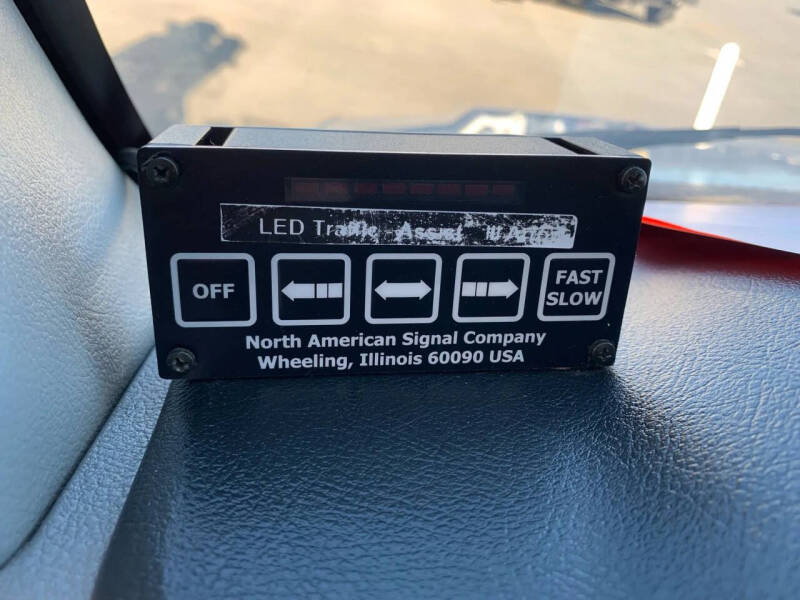 LED Traffic Assist
OFF
FAST
SLOW
North American Signal Company
Wheeling, Illinois 60090 USA